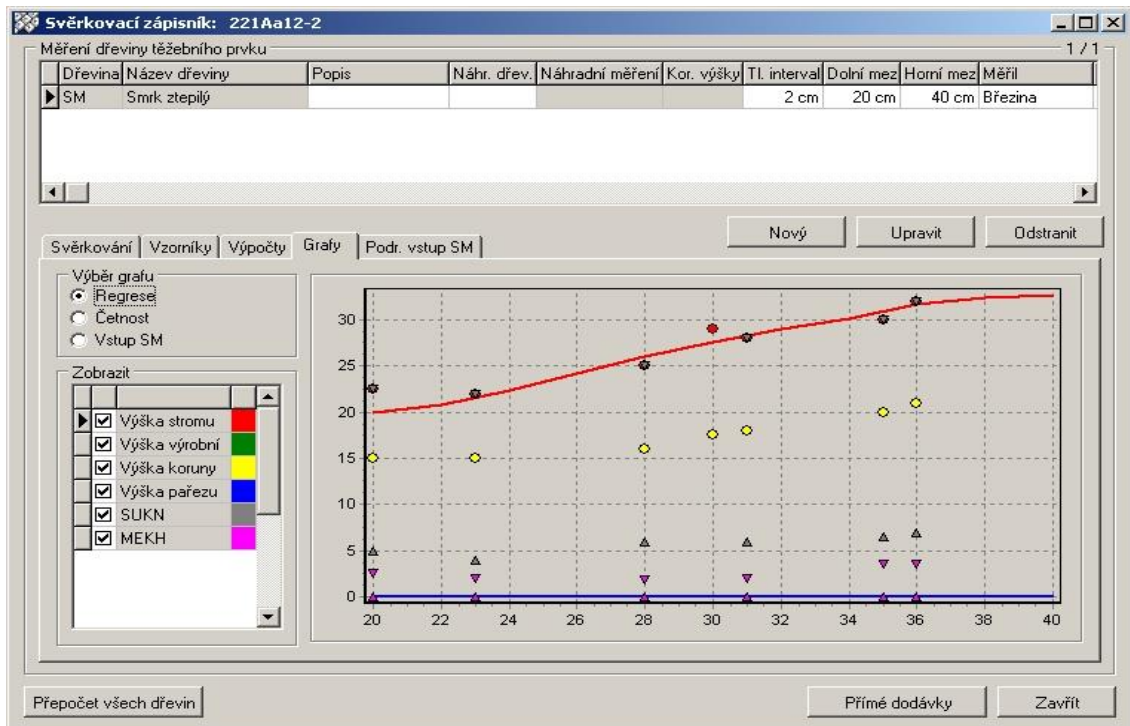 Svěrkovací zápisník: 221Aa12-2
Měření dřeviny těžebního prvku 1 / 1
Dřevina Název dřeviny Popis Náhr. dřev. Náhradní měření Kor. výšky Tl. interval Dolní mez Horní mez Měřil
SM Smrk ztepilý 2 cm 20 cm 40 cm Březina
Nový Upravit Odstranit
Svěrkování Vzorníky Výpočty Grafy Podr. vstup SM
Výběr grafu
Regrese
Četnost
Vstup SM
Zobrazit
Výška stromu
Výška výrobní
Výška koruny
Výška pařezu
SUKN
MEKH
30
25
20
15
10
5
0
20 22 24 26 28 30 32 34 36 38 40
Přepočet všech dřevin Přímé dodávky Zavřít